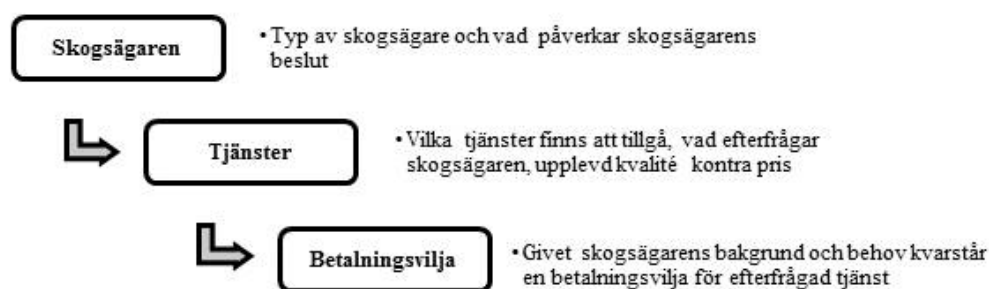 Skogsägaren
• Typ av skogsägare och vad påverkar skogsägarens
beslut
Tjänster
• Vilka tjänster finns att tillgå, vad efterfrågar
skogsägaren, upplevd kvalité kontra pris
Betalningsvilja
• Givet skogsägarens bakgrund och behov kvarstår
en betalningsvilja för efterfrågad tjänst